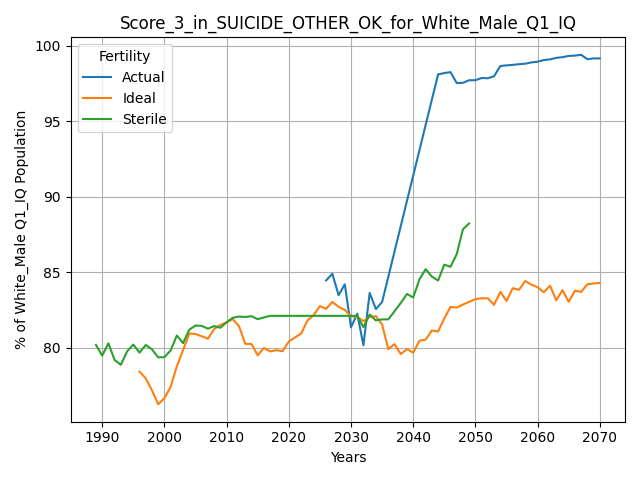 Score_3_in_SUICIDE_OTHER_OK_for_White_Male_Q1_IQ
Fertility
Actual
Ideal
Sterile
% of White_Male Q1_IQ Population
100
95
90
85
80
1990 2000 2010 2020 2030 2040 2050 2060 2070
Years